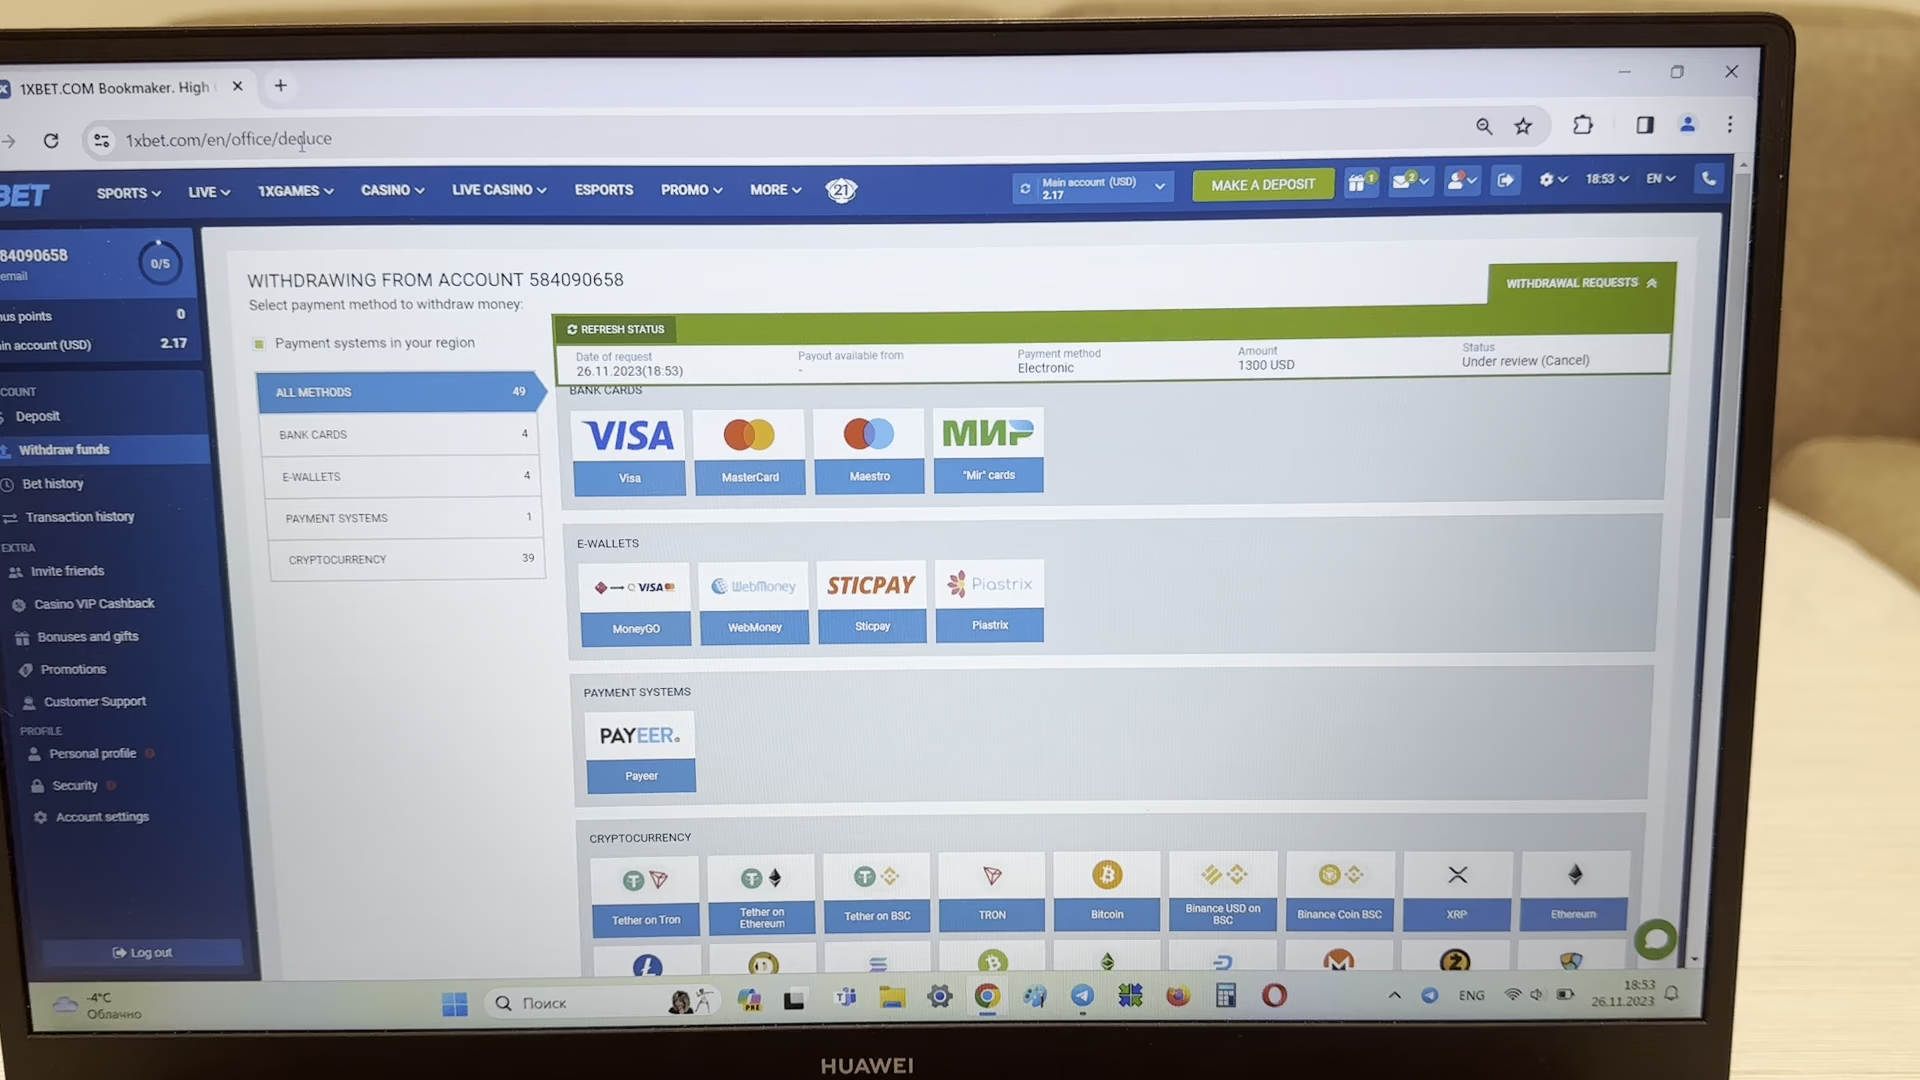 1XBET.COM Bookmaker. High
1xbet.com/en/office/deduce
BET
SPORTS
LIVE
1XGAMES
CASINO
LIVE CASINO
ESPORTS
PROMO
MORE
21
Main account (USD)
2.17
MAKE A DEPOSIT
1
2
18:53
EN
84090658
email
0/5
us points
0
in account (USD)
2.17
COUNT
Deposit
Withdraw funds
Bet history
Transaction history
EXTRA
Invite friends
Casino VIP Cashback
Bonuses and gifts
Promotions
Customer Support
PROFILE
Personal profile
Security
Account settings
Log out
WITHDRAWING FROM ACCOUNT 584090658
Select payment method to withdraw money:
WITHDRAWAL REQUESTS
Payment systems in your region
ALL METHODS 49
BANK CARDS 4
E-WALLETS 4
PAYMENT SYSTEMS 1
CRYPTOCURRENCY 39
REFRESH STATUS
Date of request
26.11.2023(18:53)
Payout available from
-
Payment method
Electronic
Amount
1300 USD
Status
Under review (Cancel)
BANK CARDS
VISA
МИР
Visa
MasterCard
Maestro
"Mir" cards
E-WALLETS
VISA
WebMoney
STICPAY
Piastrix
MoneyGO
WebMoney
Sticpay
Piastrix
PAYMENT SYSTEMS
PAYEER
Payeer
CRYPTOCURRENCY
Tether on Tron
Tether on Ethereum
Tether on BSC
TRON
Bitcoin
Binance USD on BSC
Binance Coin BSC
XRP
Ethereum
-4°C
Облачно
Поиск
PRE
ENG
18:53
26.11.2023
HUAWEI